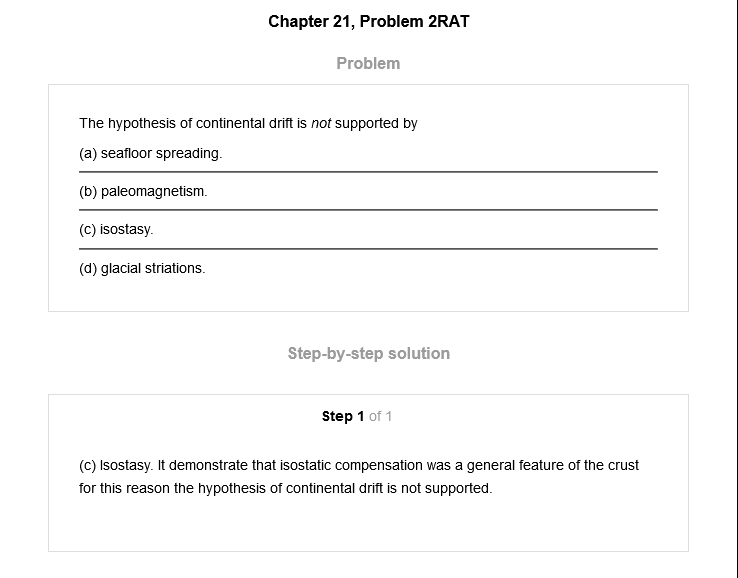 Chapter 21, Problem 2RAT
Problem
The hypothesis of continental drift is not supported by
(a) seafloor spreading.
(b) paleomagnetism.
(c) isostasy.
(d) glacial striations.
Step-by-step solution
Step 1 of 1
(c) Isostasy. It demonstrate that isostatic compensation was a general feature of the crust
for this reason the hypothesis of continental drift is not supported.